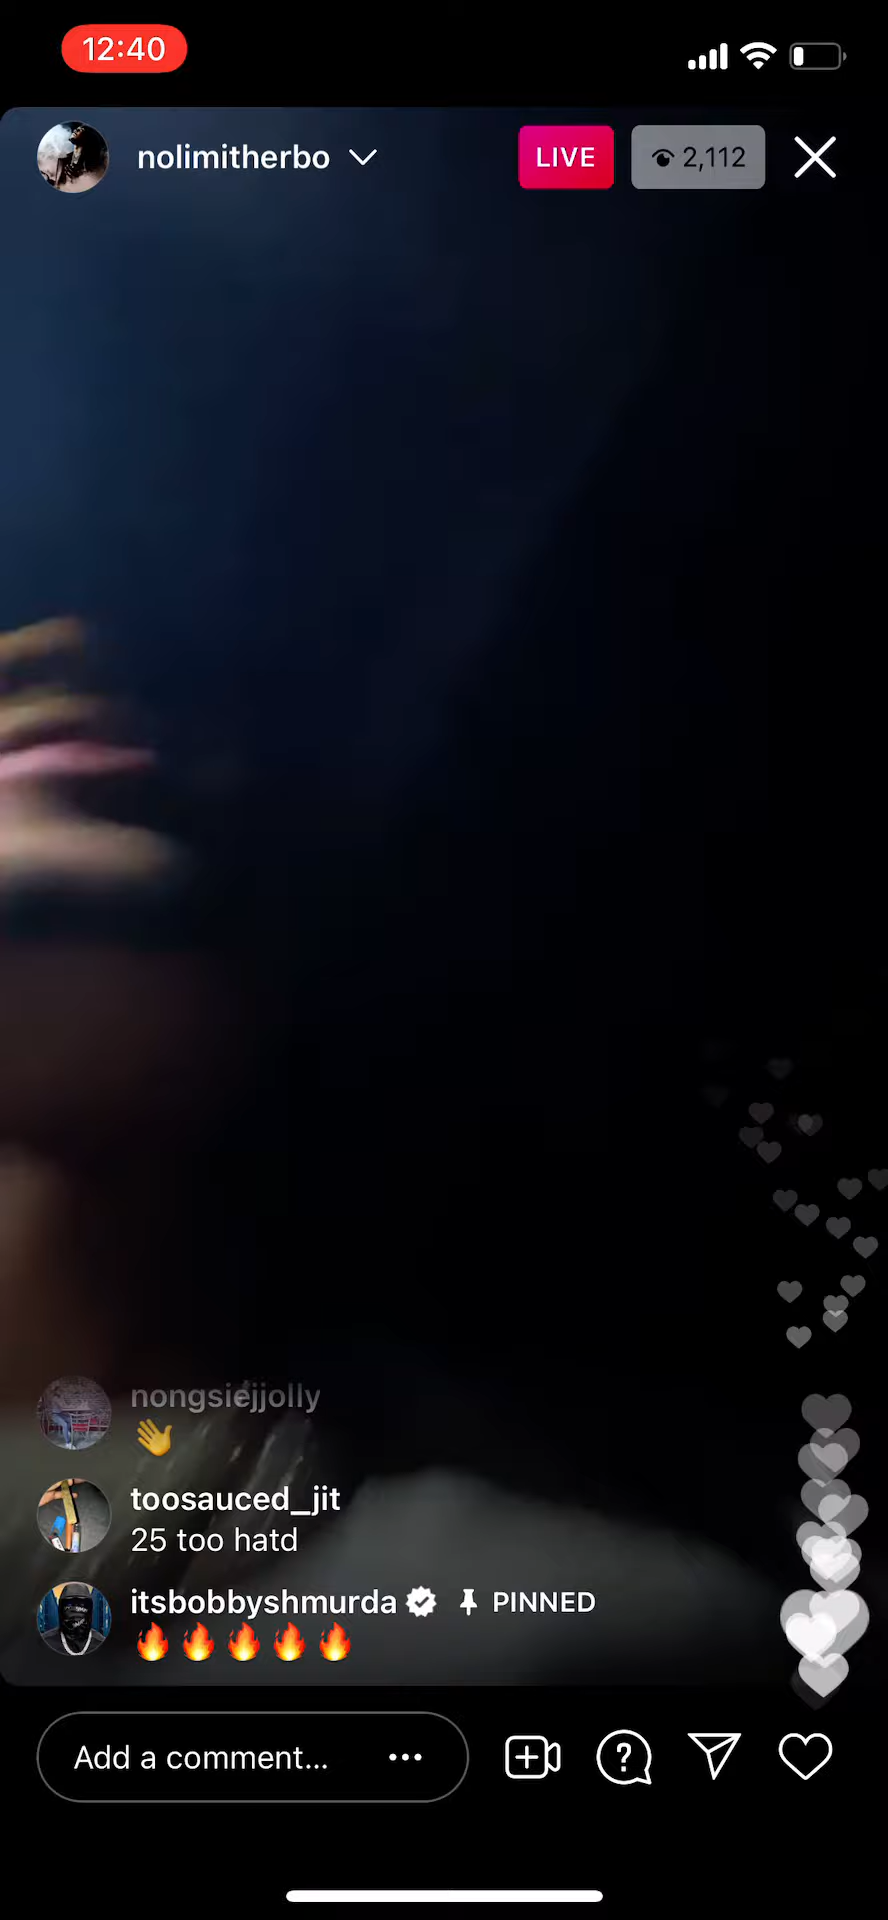 12:40
nolimitherbo
LIVE
2,112
nongsiejjolly
👋
toosauced_jit
25 too hatd
itsbobbyshmurda PINNED
🔥🔥🔥🔥🔥
Add a comment...